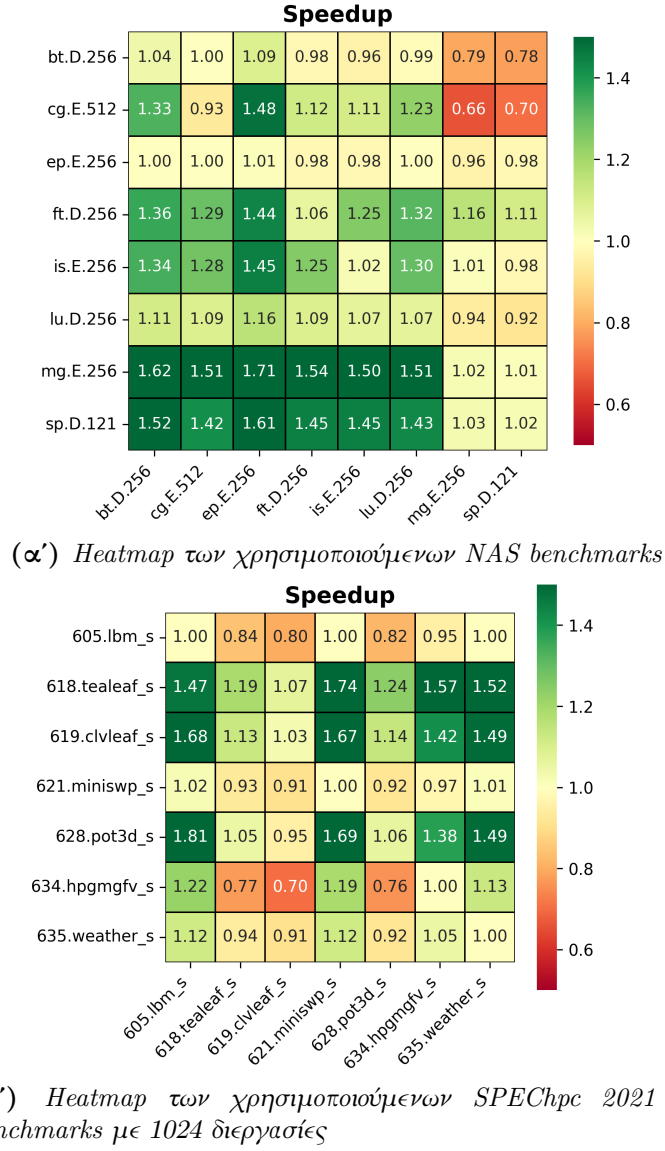 Speedup
bt.D.256 1.04 1.00 1.09 0.98 0.96 0.99 0.79 0.78
cg.E.512 1.33 0.93 1.48 1.12 1.11 1.23 0.66 0.70
ep.E.256 1.00 1.00 1.01 0.98 0.98 1.00 0.96 0.98
ft.D.256 1.36 1.29 1.44 1.06 1.25 1.32 1.16 1.11
is.E.256 1.34 1.28 1.45 1.25 1.02 1.30 1.01 0.98
lu.D.256 1.11 1.09 1.16 1.09 1.07 1.07 0.94 0.92
mg.E.256 1.62 1.51 1.71 1.54 1.50 1.51 1.02 1.01
sp.D.121 1.52 1.42 1.61 1.45 1.45 1.43 1.03 1.02
bt.D.256 cg.E.512 ep.E.256 ft.D.256 is.E.256 lu.D.256 mg.E.256 sp.D.121
1.4
1.2
1.0
0.8
0.6
(αʹ) Heatmap των χρησιμοποιούμενων NAS benchmarks
Speedup
605.lbm_s 1.00 0.84 0.80 1.00 0.82 0.95 1.00
618.tealeaf_s 1.47 1.19 1.07 1.74 1.24 1.57 1.52
619.clvleaf_s 1.68 1.13 1.03 1.67 1.14 1.42 1.49
621.miniswp_s 1.02 0.93 0.91 1.00 0.92 0.97 1.01
628.pot3d_s 1.81 1.05 0.95 1.69 1.06 1.38 1.49
634.hpgmgfv_s 1.22 0.77 0.70 1.19 0.76 1.00 1.13
635.weather_s 1.12 0.94 0.91 1.12 0.92 1.05 1.00
605.lbm_s 618.tealeaf_s 619.clvleaf_s 621.miniswp_s 628.pot3d_s 634.hpgmgfv_s 635.weather_s
1.4
1.2
1.0
0.8
0.6
ʹ) Heatmap των χρησιμοποιούμενων SPEChpc 2021
nchmarks με 1024 διεργασίες